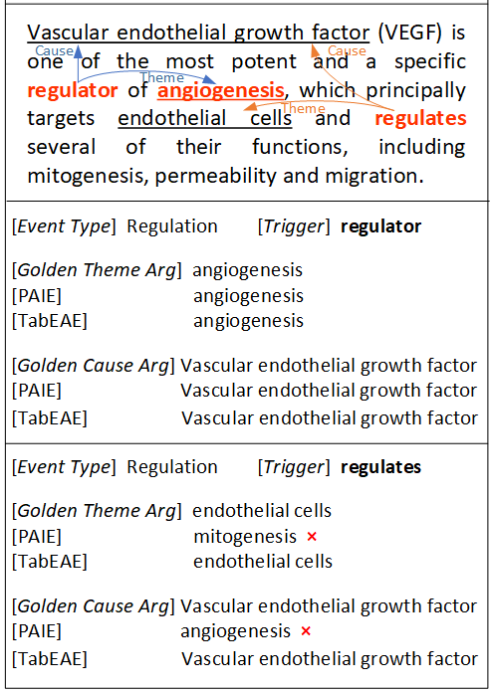 Vascular endothelial growth factor (VEGF) is
Cause
Cause
one of the most potent and a specific
Theme
regulator of angiogenesis, which principally
Theme
targets endothelial cells and regulates
several of their functions, including
mitogenesis, permeability and migration.
[Event Type] Regulation [Trigger] regulator
[Golden Theme Arg] angiogenesis
[PAIE] angiogenesis
[TabEAE] angiogenesis
[Golden Cause Arg] Vascular endothelial growth factor
[PAIE] Vascular endothelial growth factor
[TabEAE] Vascular endothelial growth factor
[Event Type] Regulation [Trigger] regulates
[Golden Theme Arg] endothelial cells
[PAIE] mitogenesis ×
[TabEAE] endothelial cells
[Golden Cause Arg] Vascular endothelial growth factor
[PAIE] angiogenesis ×
[TabEAE] Vascular endothelial growth factor